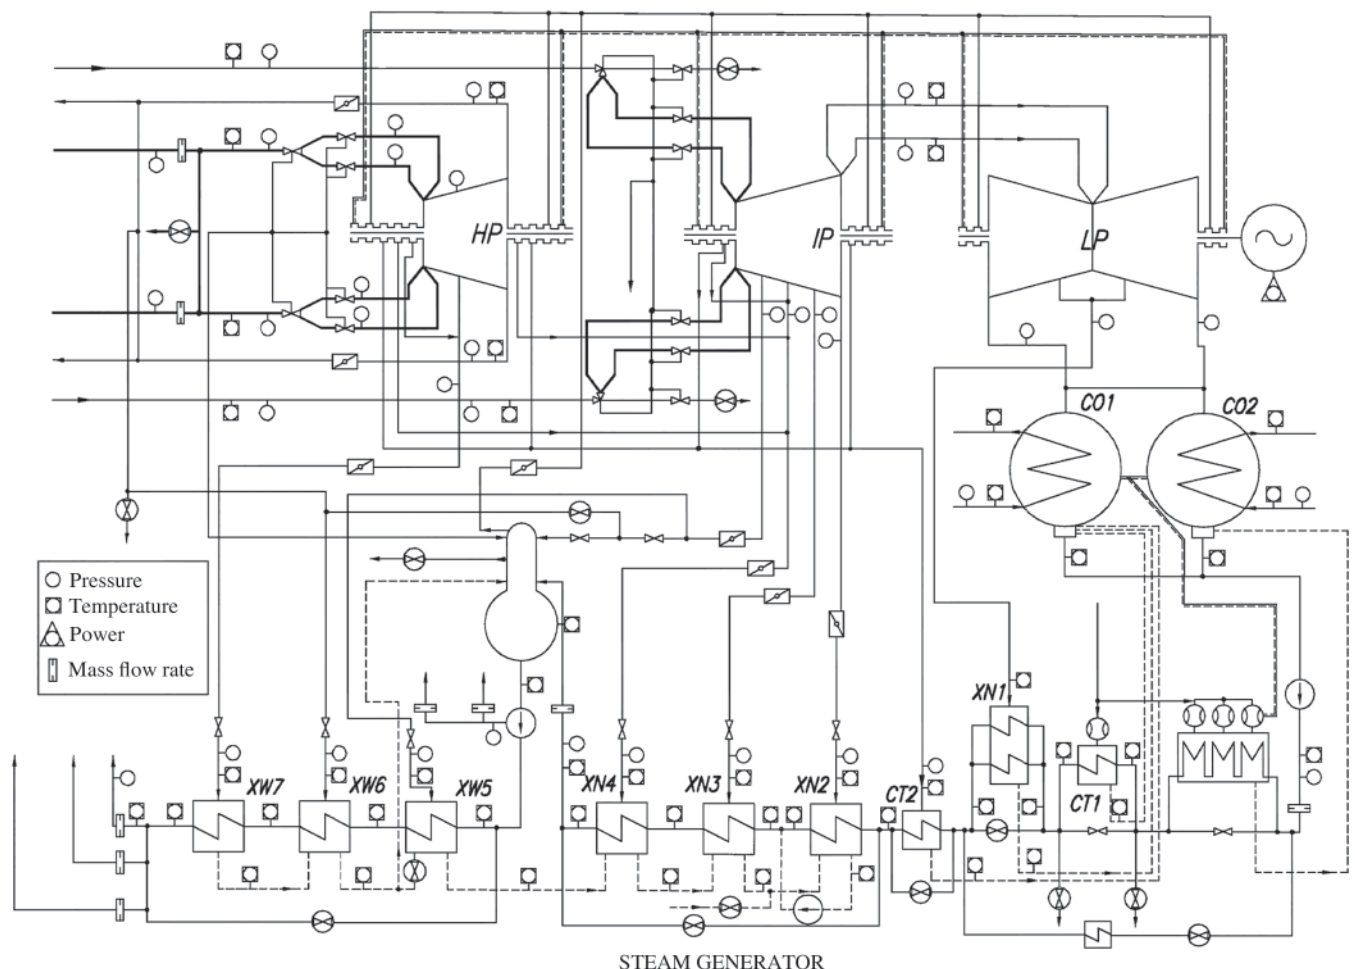 HP
IP
LP
CO1
CO2
Pressure
Temperature
Power
Mass flow rate
XW7
XW6
XW5
XN4
XN3
XN2
CT2
XN1
CT1
STEAM GENERATOR